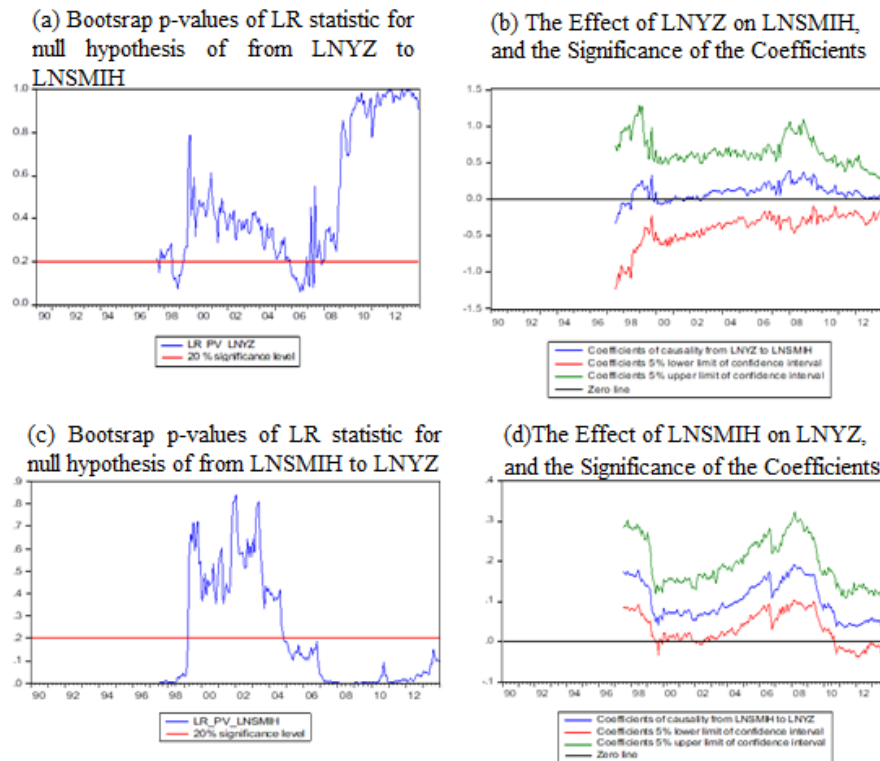 (a) Bootsrap p-values of LR statistic for
null hypothesis of from LNYZ to
LNSMIH
1.0
0.8
0.6
0.4
0.2
0.0
90 92 94 96 98 00 02 04 06 08 10 12
LR_PV_LNYZ
20 % significance level
(b) The Effect of LNYZ on LNSMIH,
and the Significance of the Coefficients
1.5
1.0
0.5
0.0
-0.5
-1.0
-1.5
90 92 94 96 98 00 02 04 06 08 10 12
Coefficients of causality from LNYZ to LNSMIH
Coefficients 5% lower limit of confidence interval
Coefficients 5% upper limit of confidence interval
Zero line
(c) Bootsrap p-values of LR statistic for
null hypothesis of from LNSMIH to LNYZ
.9
.8
.7
.6
.5
.4
.3
.2
.1
.0
90 92 94 96 98 00 02 04 06 08 10 12
LR_PV_LNSMIH
20% significance level
(d)The Effect of LNSMIH on LNYZ,
and the Significance of the Coefficients
.4
.3
.2
.1
.0
-.1
90 92 94 96 98 00 02 04 06 08 10 12
Coefficients of causality from LNSMIH to LNYZ
Coefficients 5% lower limit of confidence interval
Coefficients 5% upper limit of confidence interval
Zero line